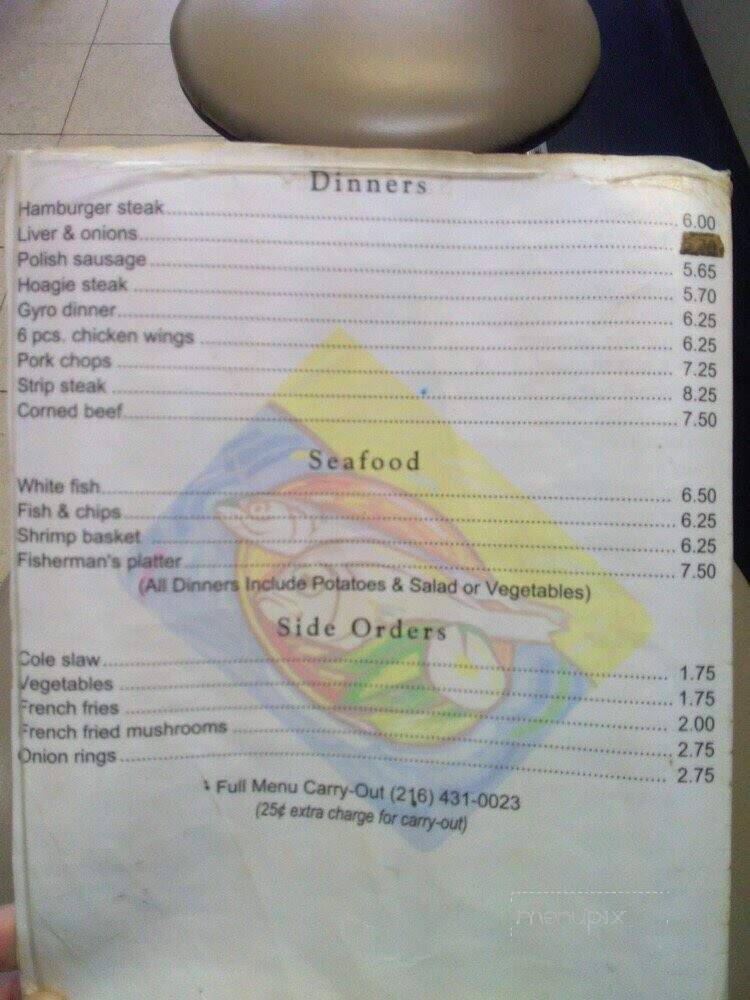 Dinners
Hamburger steak 6.00
Liver & onions
Polish sausage 5.65
Hoagie steak 5.70
Gyro dinner 6.25
6 pcs. chicken wings 6.25
Pork chops 7.25
Strip steak 8.25
Corned beef 7.50
Seafood
White fish 6.50
Fish & chips 6.25
Shrimp basket 6.25
Fisherman's platter 7.50
(All Dinners Include Potatoes & Salad or Vegetables)
Side Orders
Cole slaw 1.75
Vegetables 1.75
French fries 2.00
French fried mushrooms 2.75
Onion rings 2.75
Full Menu Carry-Out (216) 431-0023
(25¢ extra charge for carry-out)
menupix